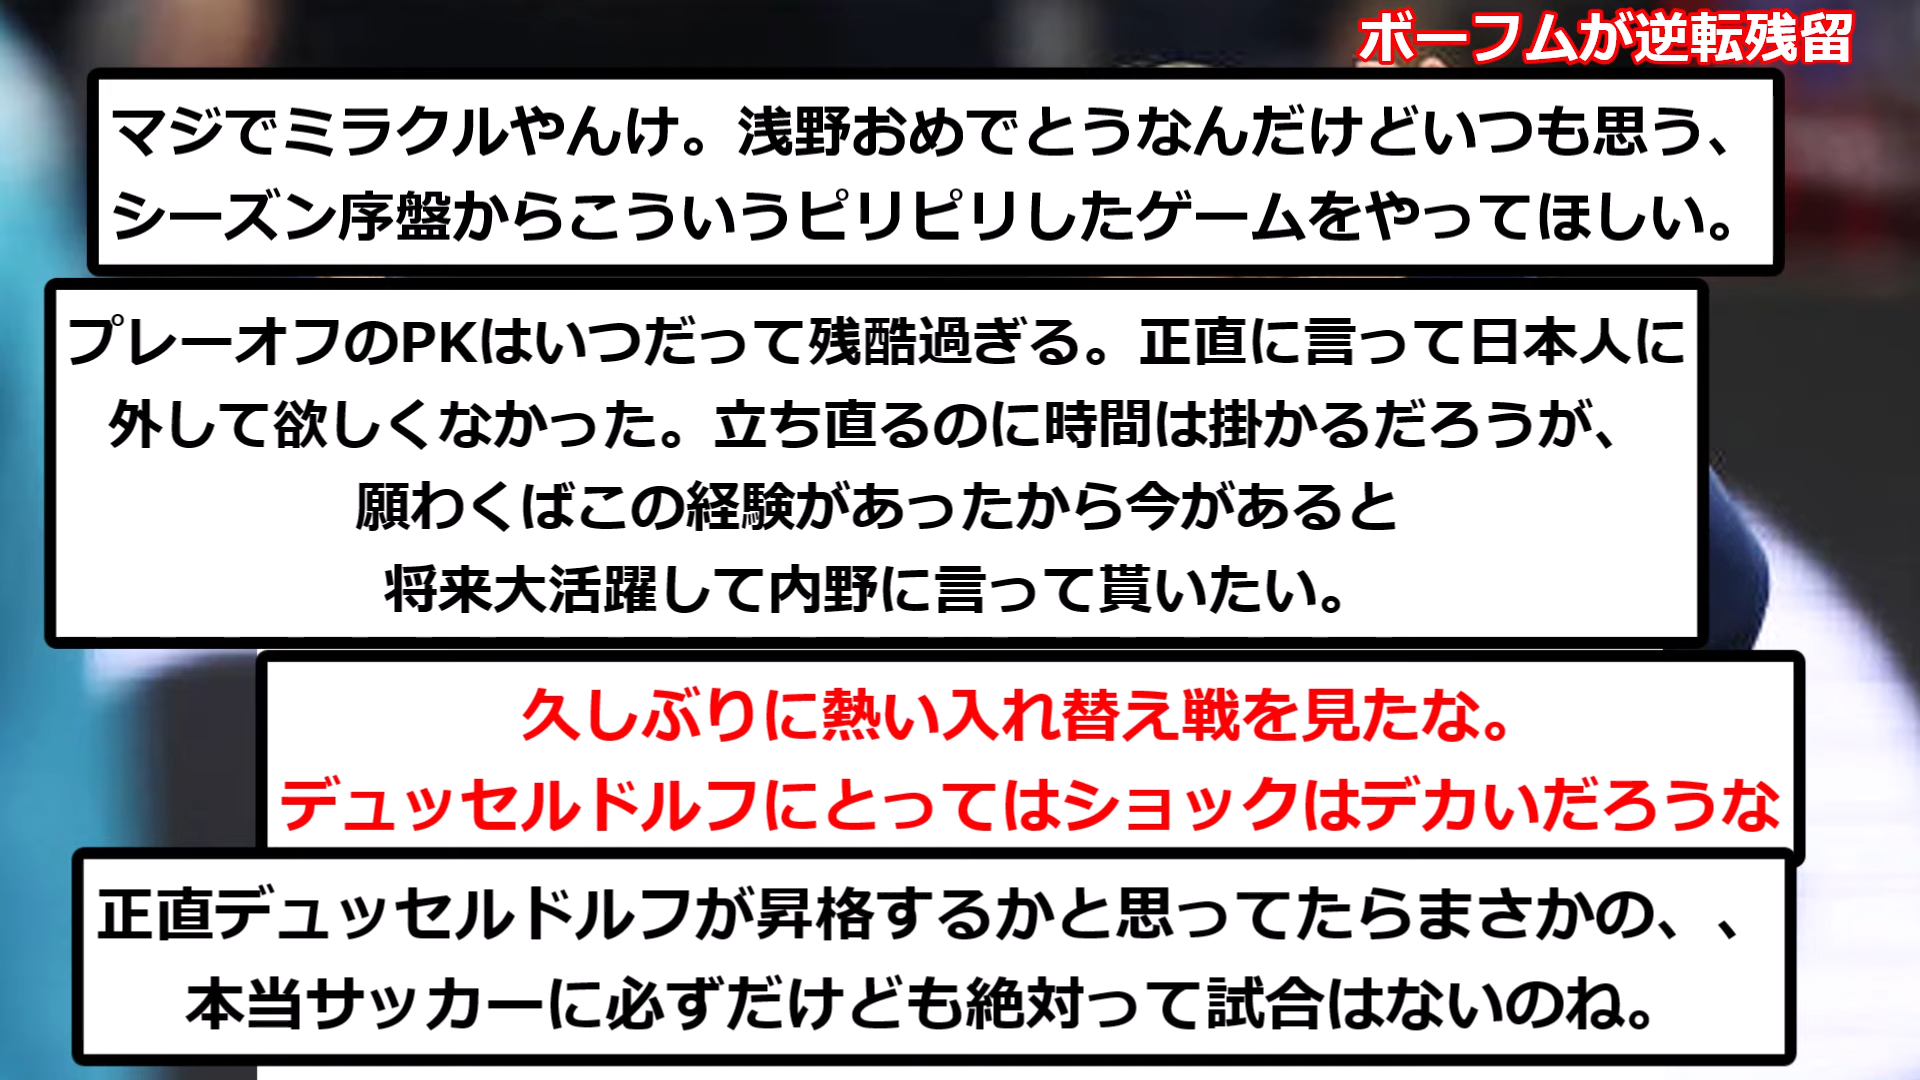 ボーフムが逆転残留
マジでミラクルやんけ。浅野おめでとうなんだけどいつも思う、
シーズン序盤からこういうピリピリしたゲームをやってほしい。
プレーオフのPKはいつだって残酷過ぎる。正直に言って日本人に
外して欲しくなかった。立ち直るのに時間は掛かるだろうが、
願わくばこの経験があったから今があると
将来大活躍して内野に言って貰いたい。
久しぶりに熱い入れ替え戦を見たな。
デュッセルドルフにとってはショックはデカいだろうな
正直デュッセルドルフが昇格するかと思ってたらまさかの、、
本当サッカーに必ずだけども絶対って試合はないのね。